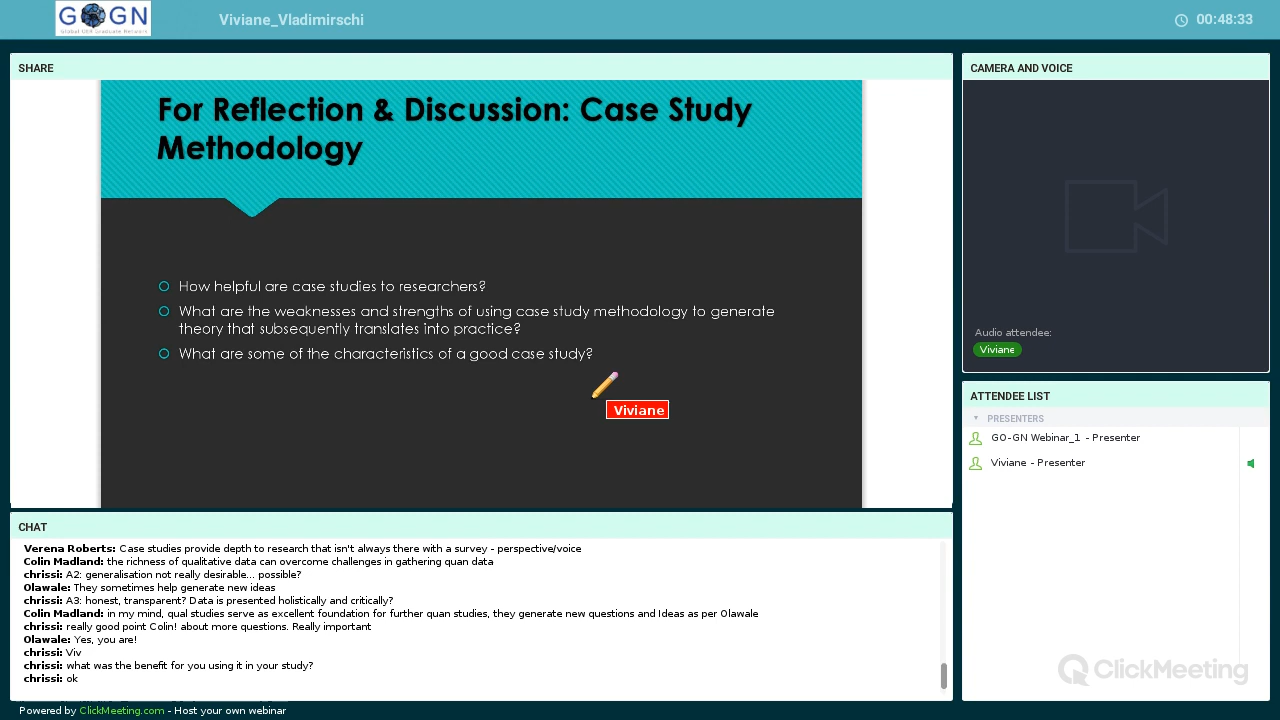 GOGN
Global OER Graduate Network
Viviane_Vladimirschi
00:48:33
SHARE
For Reflection & Discussion: Case Study
Methodology
How helpful are case studies to researchers?
What are the weaknesses and strengths of using case study methodology to generate
theory that subsequently translates into practice?
What are some of the characteristics of a good case study?
Viviane
CAMERA AND VOICE
Audio attendee:
Viviane
ATTENDEE LIST
PRESENTERS
GO-GN Webinar_1 - Presenter
Viviane - Presenter
ClickMeeting
CHAT
Verena Roberts: Case studies provide depth to research that isn't always there with a survey - perspective/voice
Colin Madland: the richness of qualitative data can overcome challenges in gathering quan data
chrissi: A2: generalisation not really desirable... possible?
Olawale: They sometimes help generate new ideas
chrissi: A3: honest, transparent? Data is presented holistically and critically?
Colin Madland: in my mind, qual studies serve as excellent foundation for further quan studies, they generate new questions and Ideas as per Olawale
chrissi: really good point Colin! about more questions. Really important
Olawale: Yes, you are!
chrissi: Viv
chrissi: what was the benefit for you using it in your study?
chrissi: ok
Powered by ClickMeeting.com - Host your own webinar